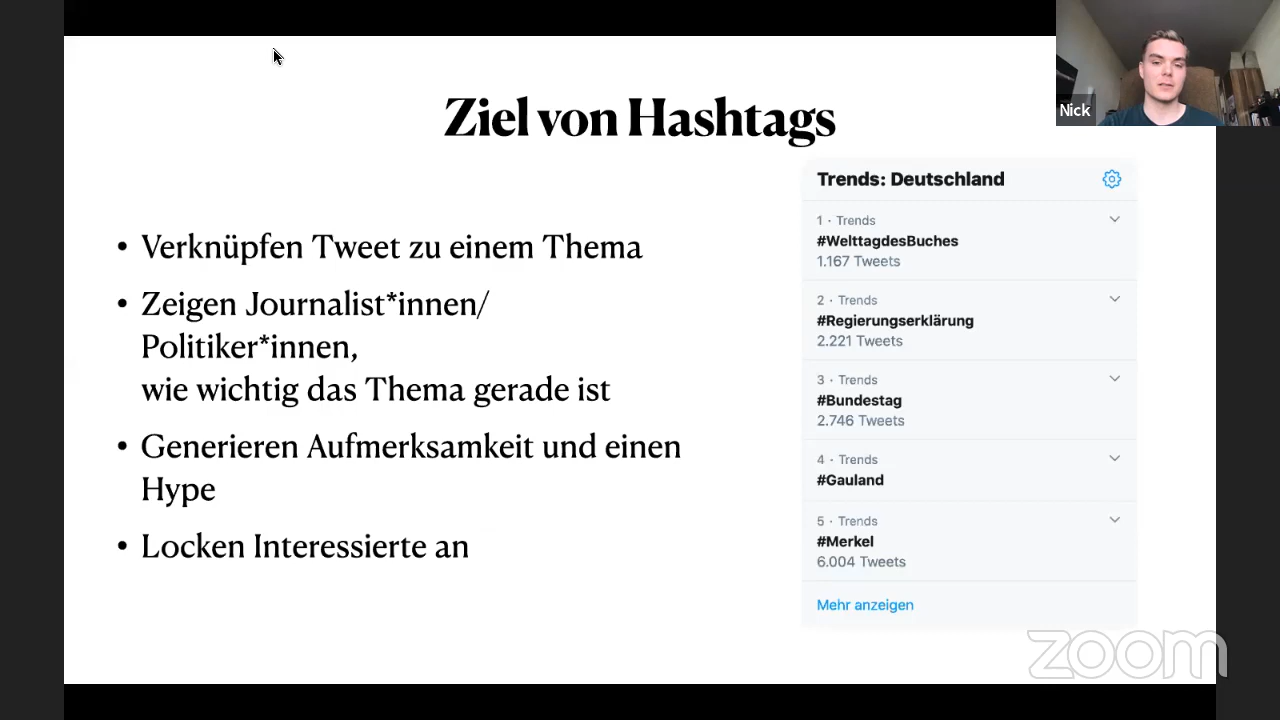 Ziel von Hashtags
• Verknüpfen Tweet zu einem Thema
• Zeigen Journalist*innen/
Politiker*innen,
wie wichtig das Thema gerade ist
• Generieren Aufmerksamkeit und einen
Hype
• Locken Interessierte an
Trends: Deutschland
1 · Trends
#WelttagdesBuches
1.167 Tweets
2 · Trends
#Regierungserklärung
2.221 Tweets
3 · Trends
#Bundestag
2.746 Tweets
4 · Trends
#Gauland
5 · Trends
#Merkel
6.004 Tweets
Mehr anzeigen
Nick
zoom